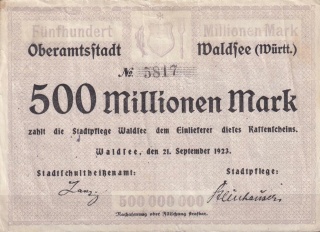 Fünfhundert Millionen Mark
Oberamtsstadt Waldsee (Württ.)
№ 5817
500 Millionen Mark
zahlt die Stadtpflege Waldsee dem Einlieferer dieses Kassenscheins.
Waldsee, den 21. September 1923.
Stadtschultheißenamt: Stadtpflege:
500 000 000
Nachahmung oder Fälschung strafbar.